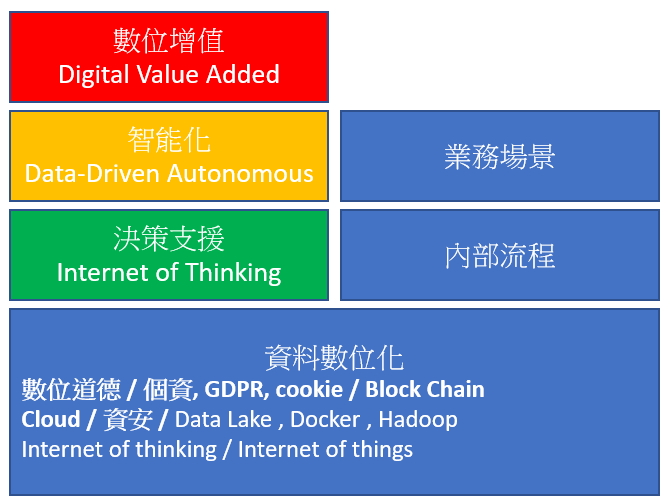 數位增值
Digital Value Added
智能化
Data-Driven Autonomous
業務場景
決策支援
Internet of Thinking
內部流程
資料數位化
數位道德 / 個資, GDPR, cookie / Block Chain
Cloud / 資安 / Data Lake , Docker , Hadoop
Internet of thinking / Internet of things